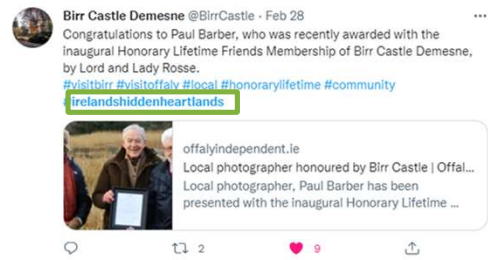 Birr Castle Demesne @BirrCastle · Feb 28
Congratulations to Paul Barber, who was recently awarded with the
inaugural Honorary Lifetime Friends Membership of Birr Castle Demesne,
by Lord and Lady Rosse.
#visitbirr #visitoffaly #local #honorarylifetime #community
#irelandshiddenheartlands
offalyindependent.ie
Local photographer honoured by Birr Castle | Offal...
Local photographer, Paul Barber has been
presented with the inaugural Honorary Lifetime ...
2
9